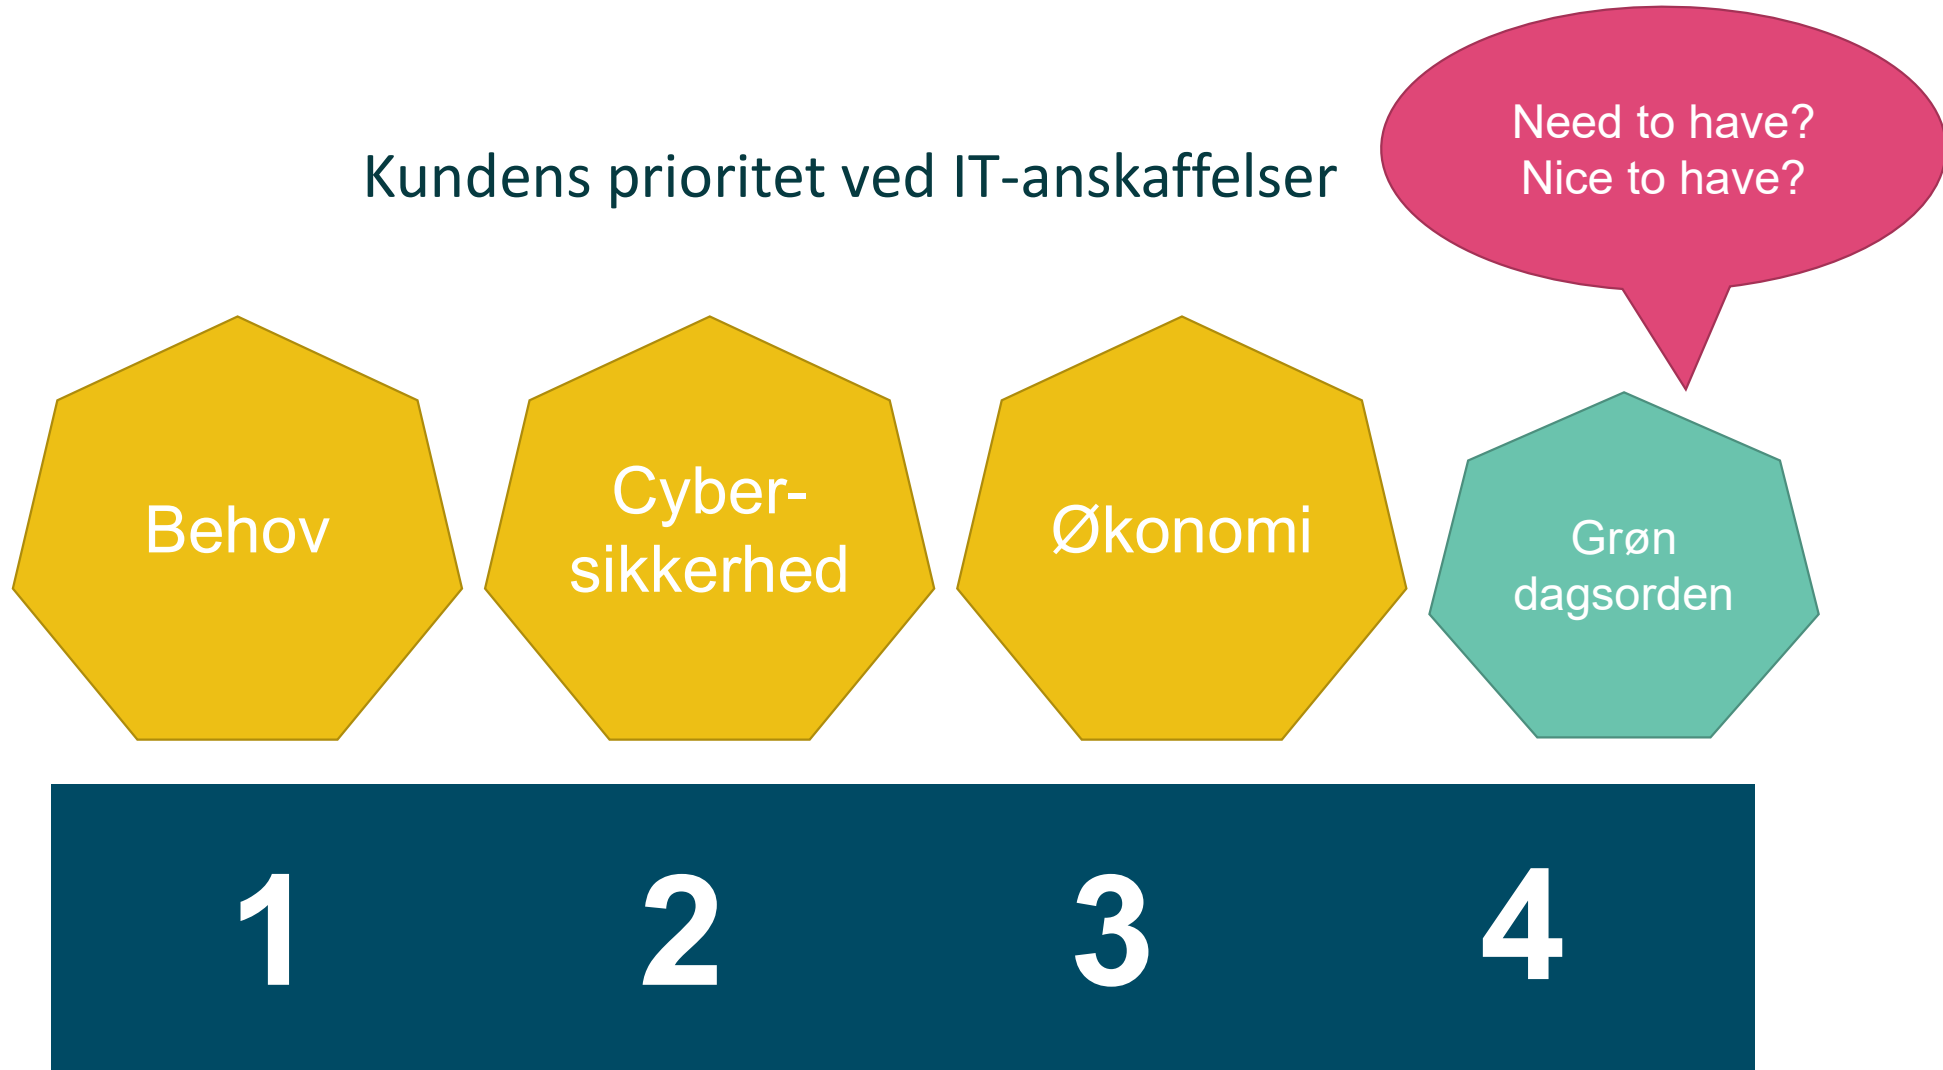 Need to have?
Nice to have?
Kundens prioritet ved IT-anskaffelser
Behov
Cyber-
sikkerhed
Økonomi
Grøn
dagsorden
1 2 3 4